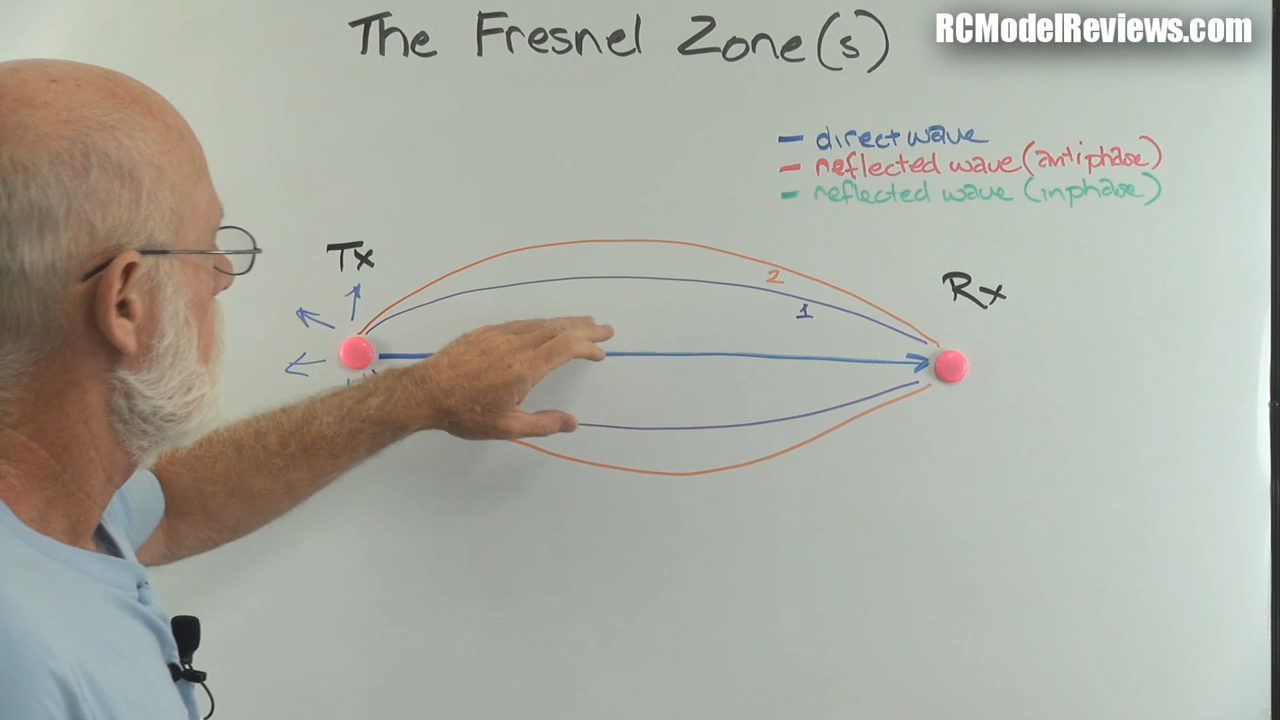 The Fresnel Zone(s)
RCModelReviews.com
direct wave
reflected wave (antiphase)
reflected wave (inphase)
Tx
Rx
2
1